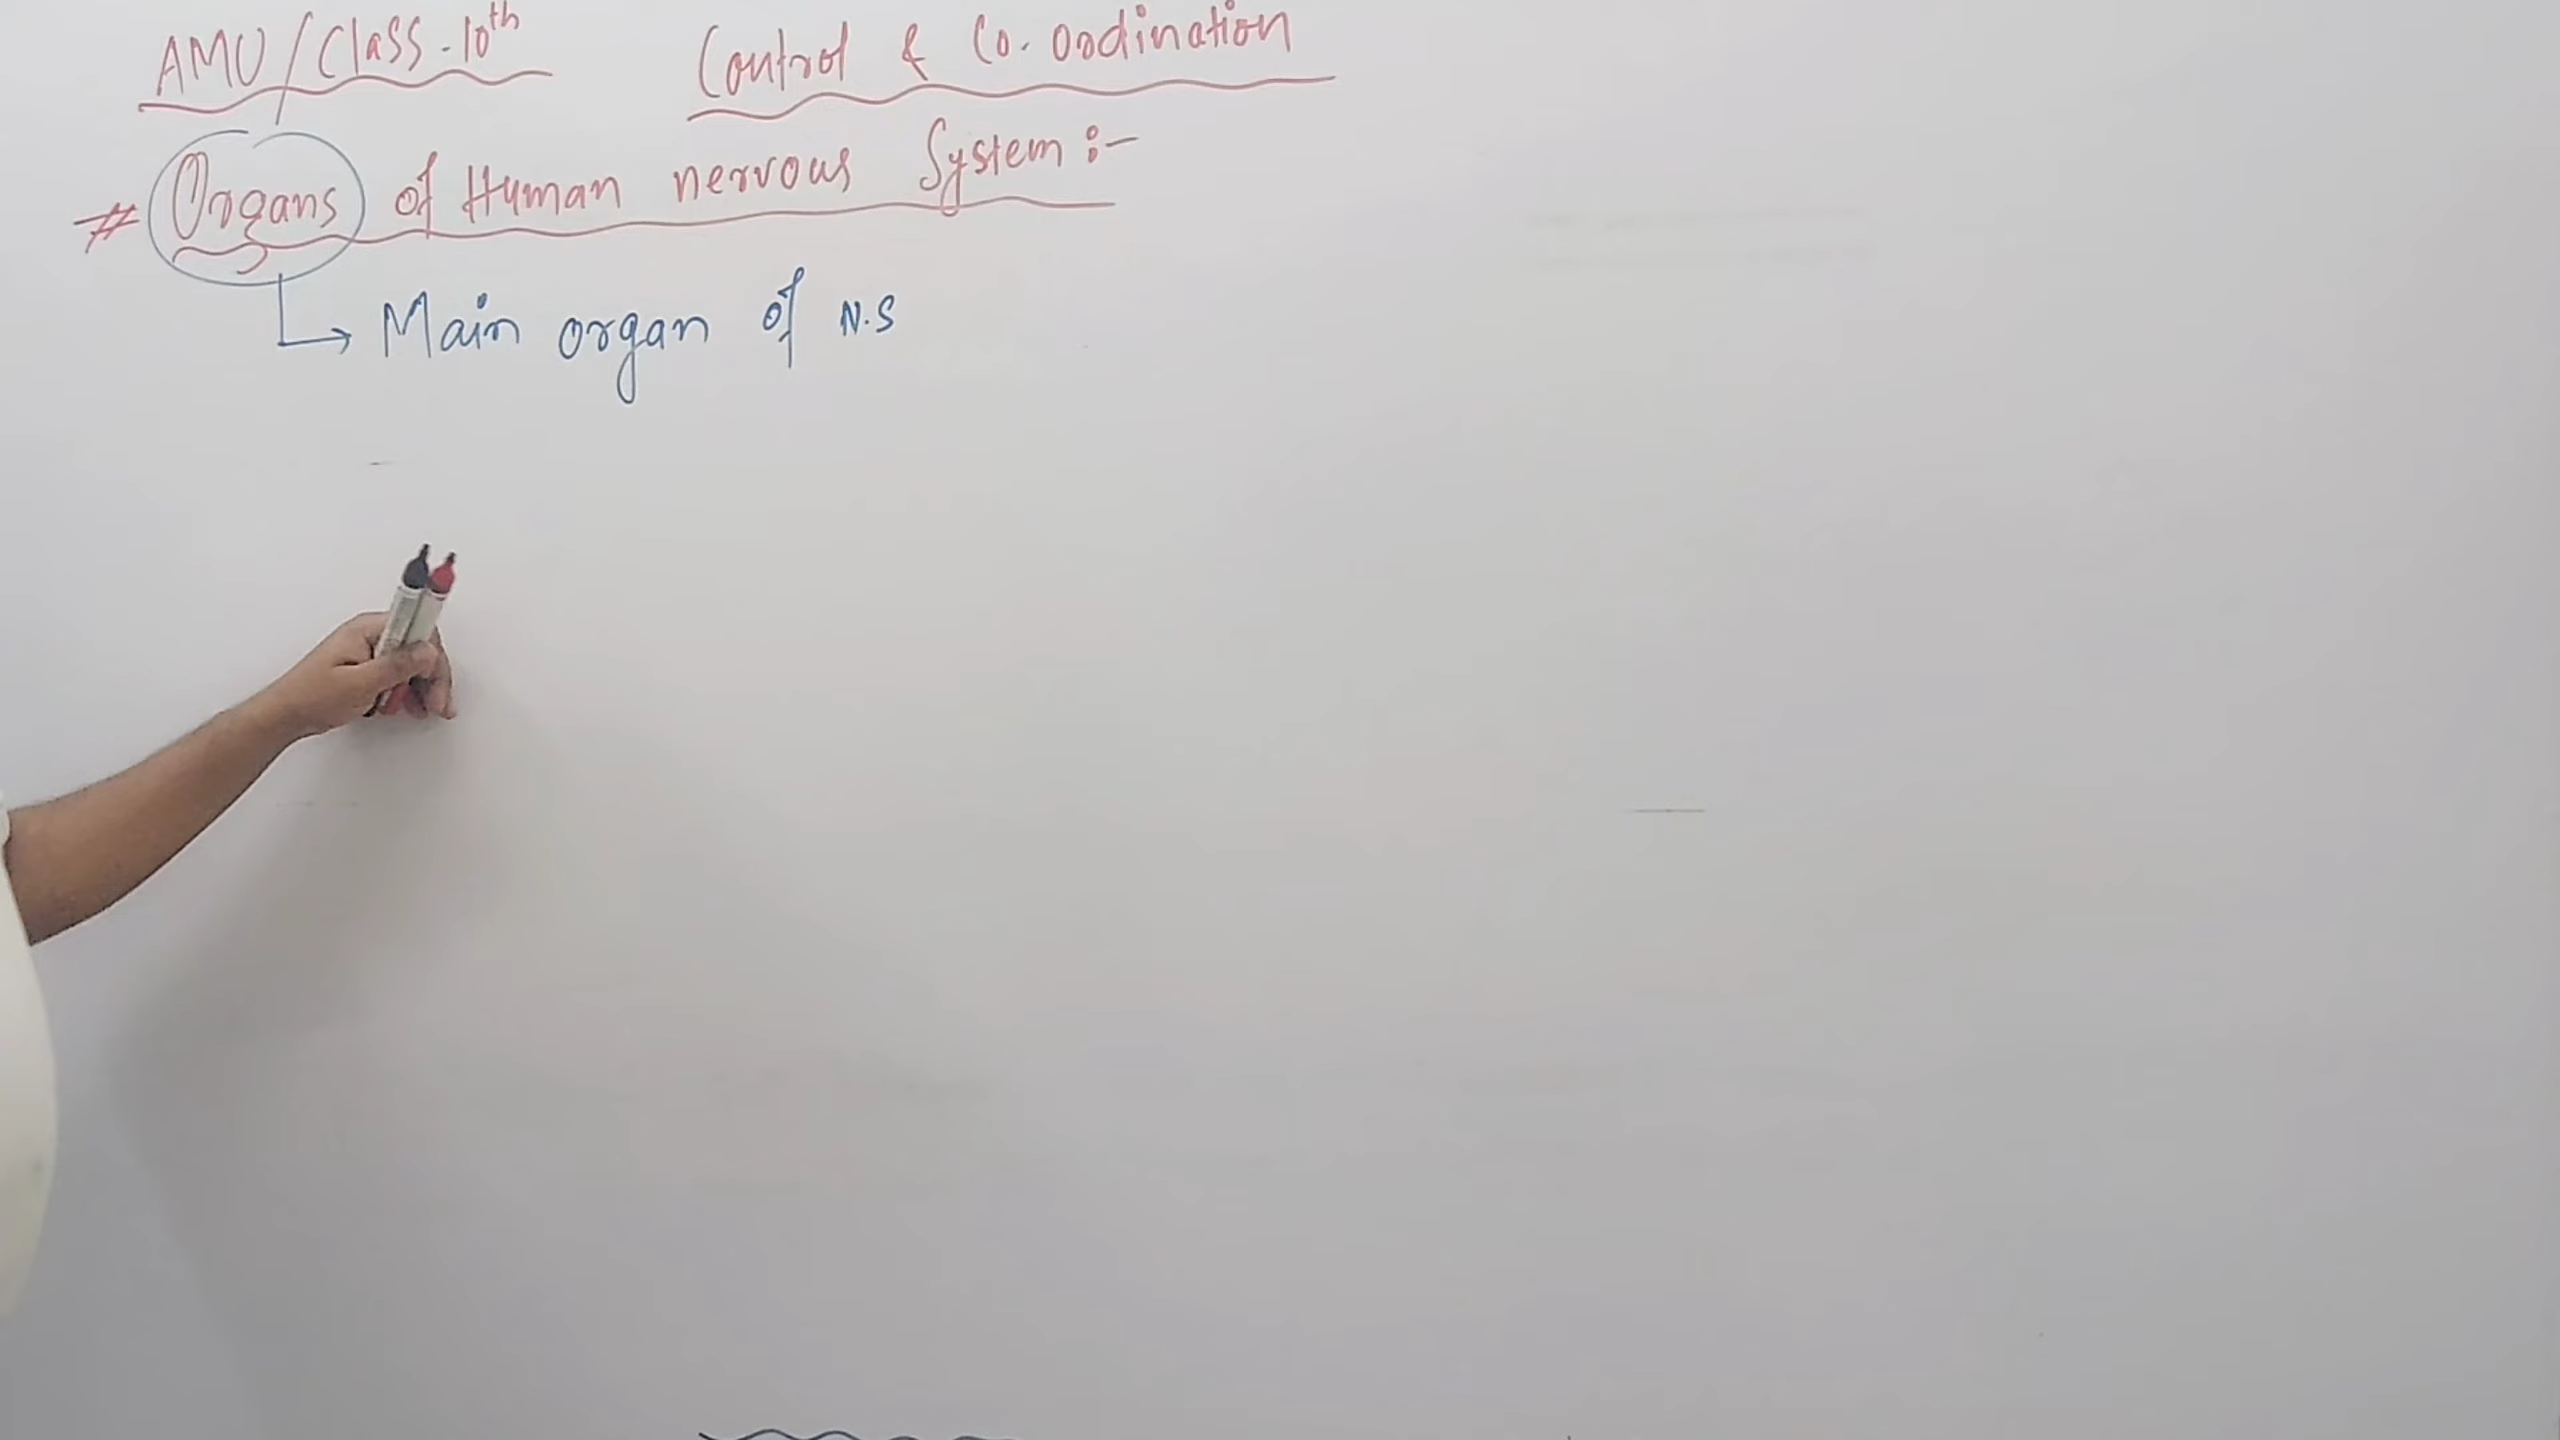 AMU/Class-10th Control & Co-ordination
# Organs of Human nervous System :-
↳ Main organ of N.S